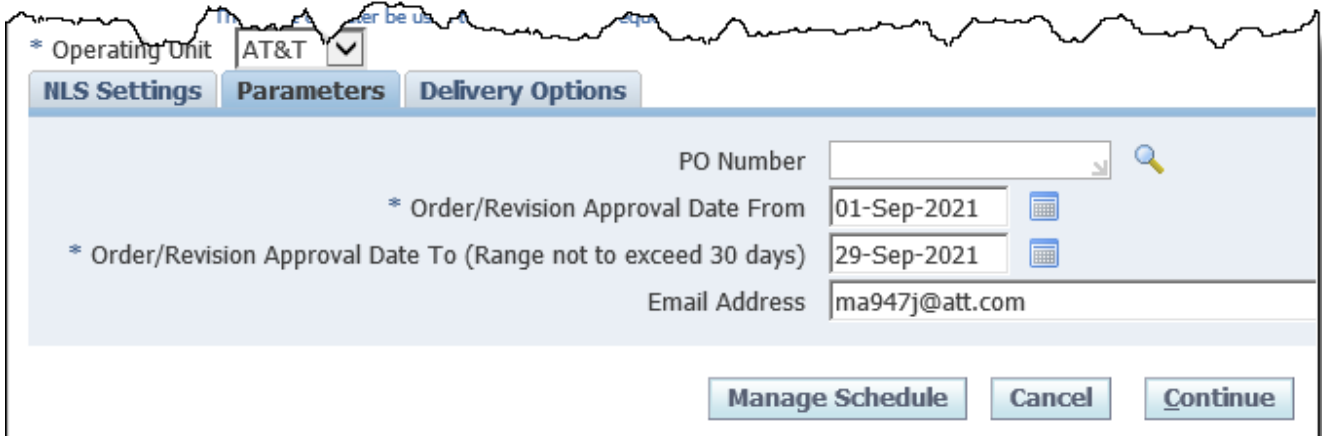 * Operating Unit AT&T
NLS Settings Parameters Delivery Options
PO Number
* Order/Revision Approval Date From 01-Sep-2021
* Order/Revision Approval Date To (Range not to exceed 30 days) 29-Sep-2021
Email Address ma947j@att.com
Manage Schedule Cancel Continue